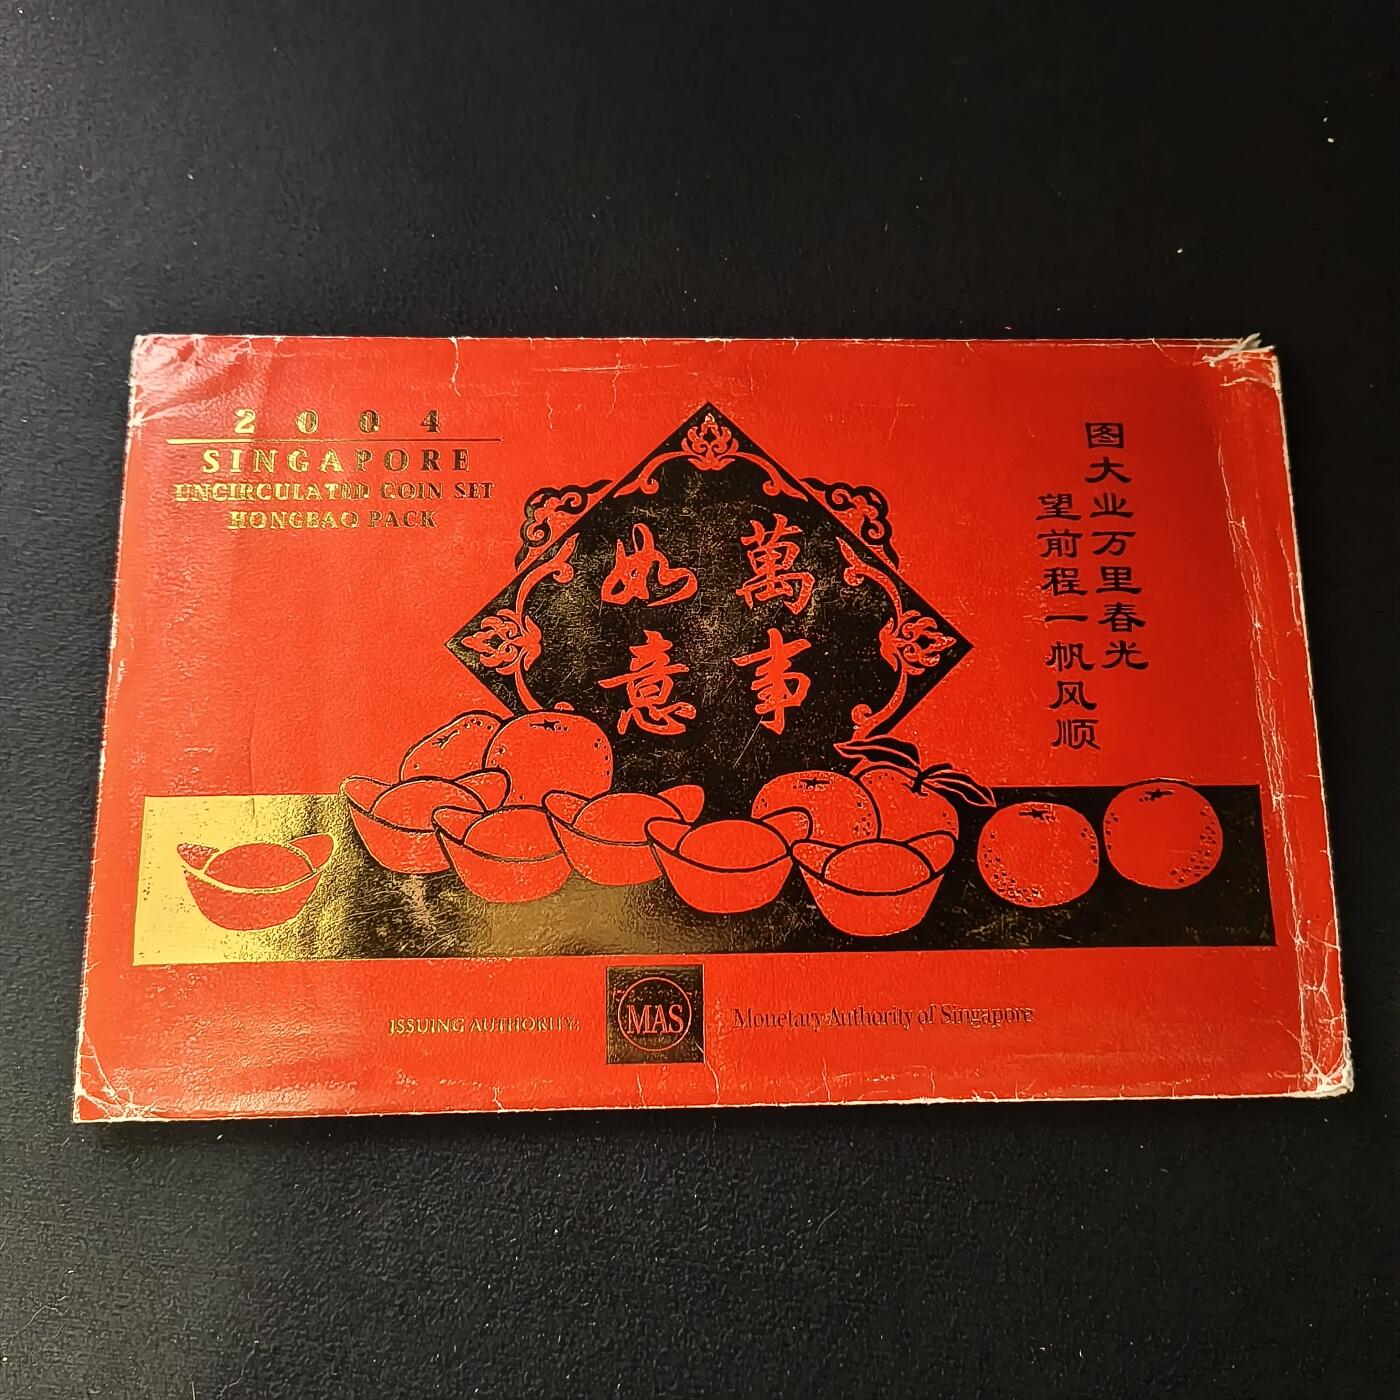 2004
SINGAPORE
UNCIRCULATED COIN SET
HONGBAO PACK
萬事
如意
图大业万里春光
望前程一帆风顺
ISSUING AUTHORITY:
MAS
Monetary Authority of Singapore